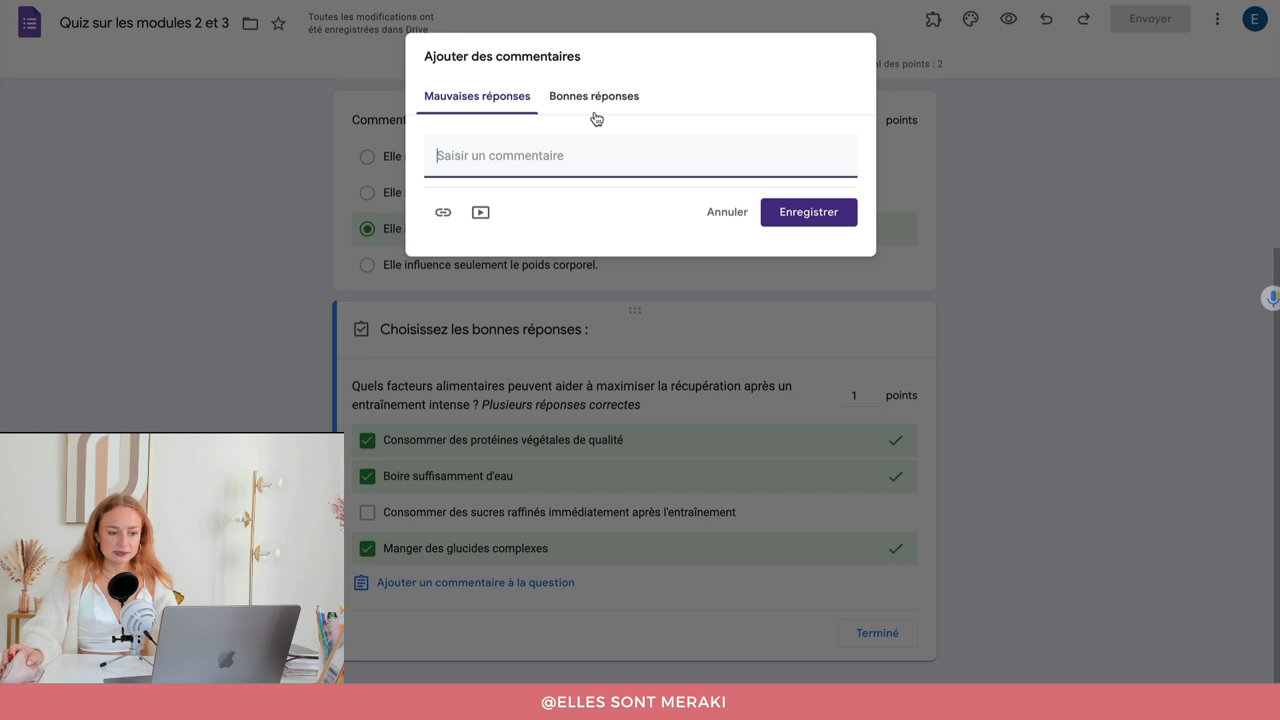 Quiz sur les modules 2 et 3
Toutes les modifications ont
été enregistrées dans Drive
Envoyer
E
Ajouter des commentaires
al des points : 2
Mauvaises réponses
Bonnes réponses
Comment
points
Saisir un commentaire
Elle
Elle
Annuler
Enregistrer
Elle
Elle influence seulement le poids corporel.
Choisissez les bonnes réponses :
Quels facteurs alimentaires peuvent aider à maximiser la récupération après un
entraînement intense ? Plusieurs réponses correctes
1 points
Consommer des protéines végétales de qualité
Boire suffisamment d'eau
Consommer des sucres raffinés immédiatement après l'entraînement
Manger des glucides complexes
Ajouter un commentaire à la question
Terminé
@ELLES SONT MERAKI